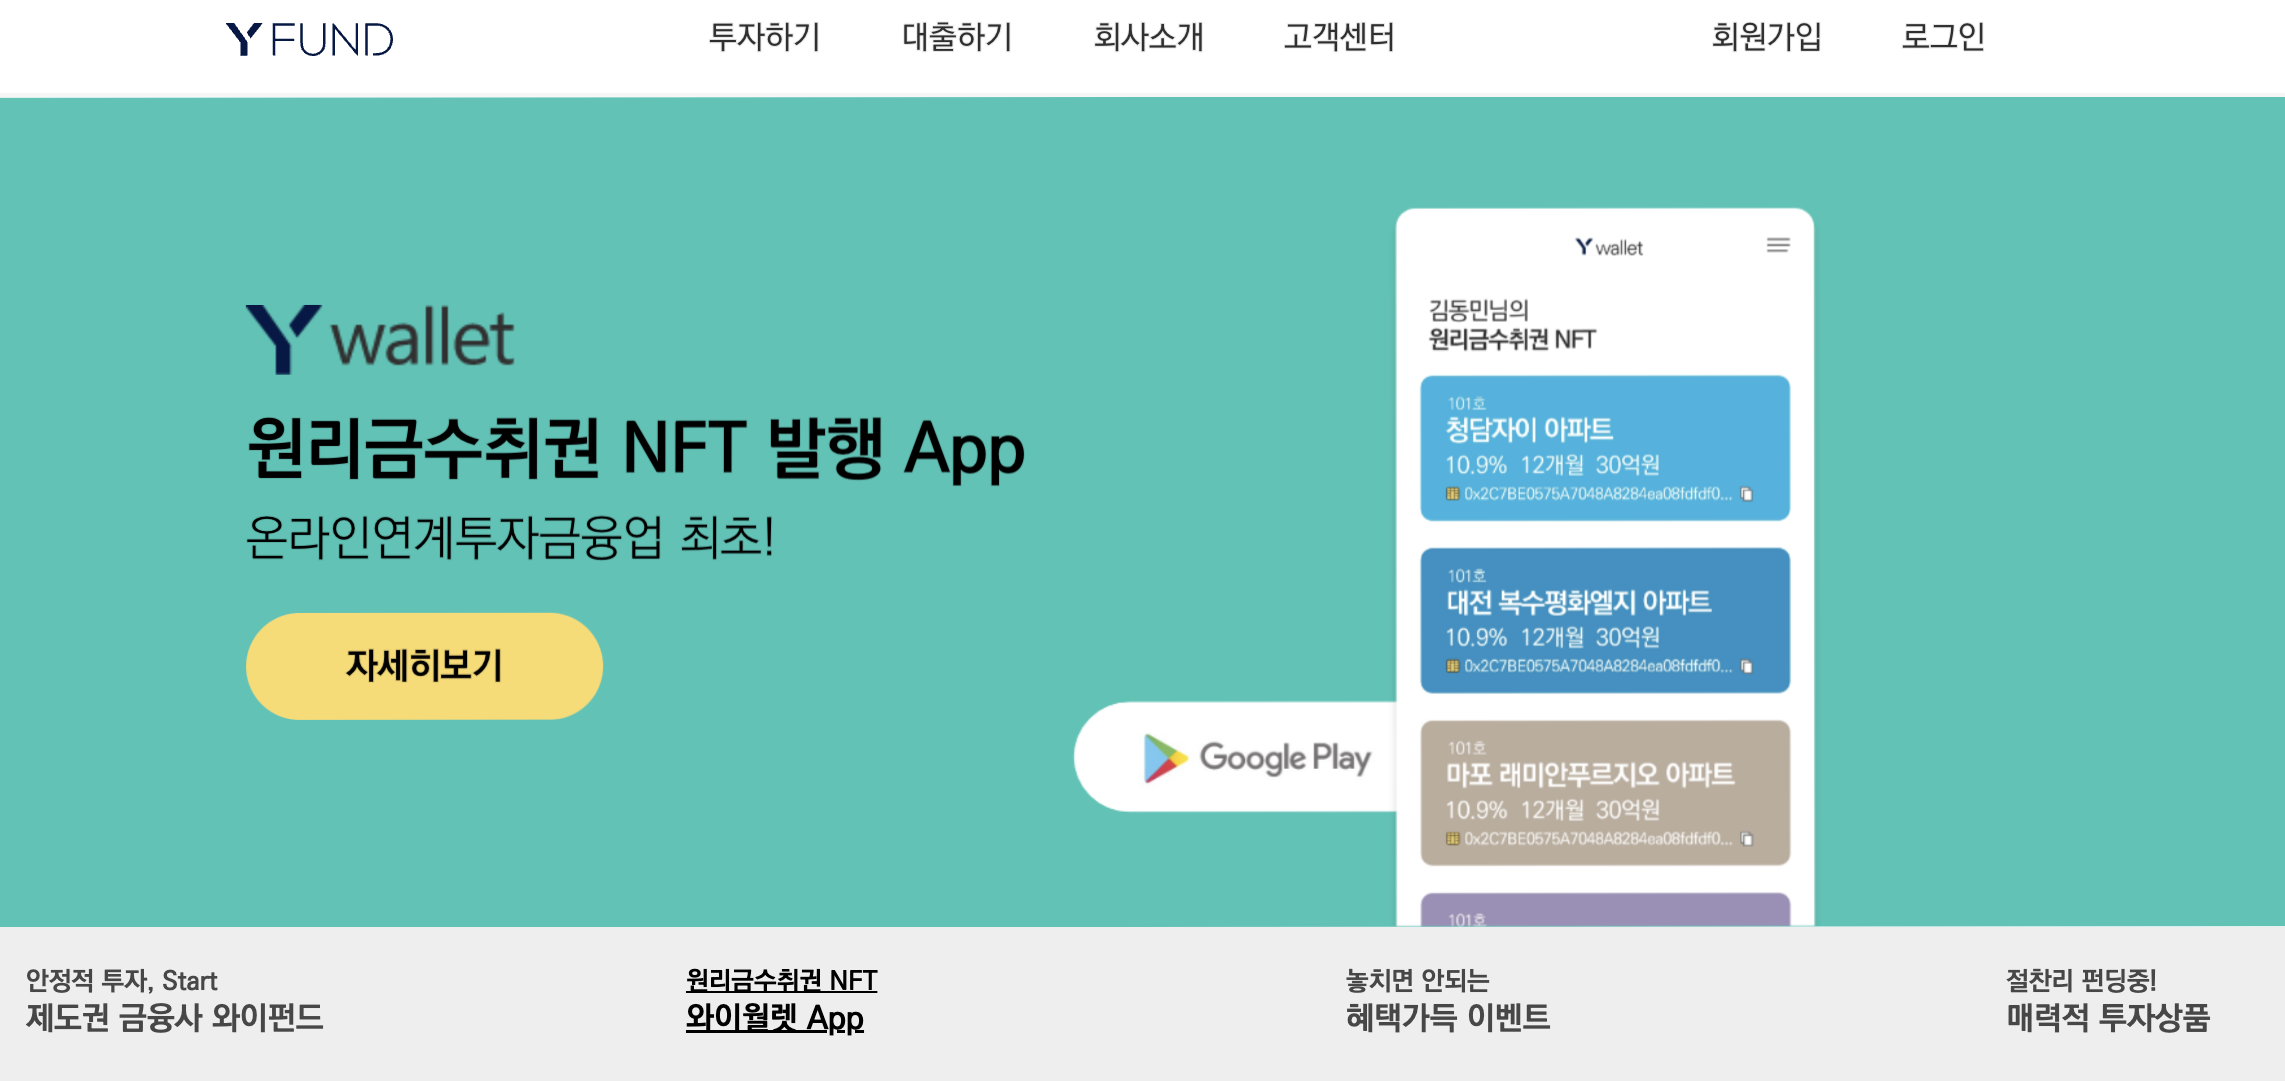 Y FUND
투자하기
대출하기
회사소개
고객센터
회원가입
로그인
Y wallet
원리금수취권 NFT 발행 App
온라인연계투자금융업 최초!
자세히보기
Google Play
Y wallet
김동민님의
원리금수취권 NFT
101호
청담자이 아파트
10.9% 12개월 30억원
0x2C7BE0575A7048A8284ea08fdfdf0...
101호
대전 복수평화엘지 아파트
10.9% 12개월 30억원
0x2C7BE0575A7048A8284ea08fdfdf0...
101호
마포 래미안푸르지오 아파트
10.9% 12개월 30억원
0x2C7BE0575A7048A8284ea08fdfdf0...
101호
안정적 투자, Start
제도권 금융사 와이펀드
원리금수취권 NFT
와이월렛 App
놓치면 안되는
혜택가득 이벤트
절찬리 펀딩중!
매력적 투자상품